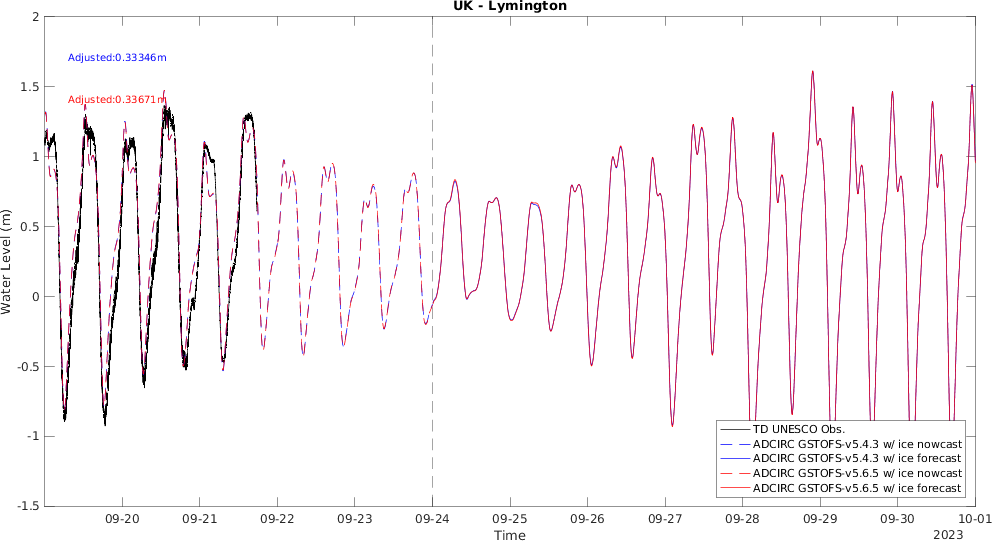 UK - Lymington
Adjusted:0.33346m
Adjusted:0.33671m
Water Level (m)
2
1.5
1
0.5
0
-0.5
-1
-1.5
TD UNESCO Obs.
ADCIRC GSTOFS-v5.4.3 w/ ice nowcast
ADCIRC GSTOFS-v5.4.3 w/ ice forecast
ADCIRC GSTOFS-v5.6.5 w/ ice nowcast
ADCIRC GSTOFS-v5.6.5 w/ ice forecast
09-20 09-21 09-22 09-23 09-24 09-25 09-26 09-27 09-28 09-29 09-30 10-01
Time
2023